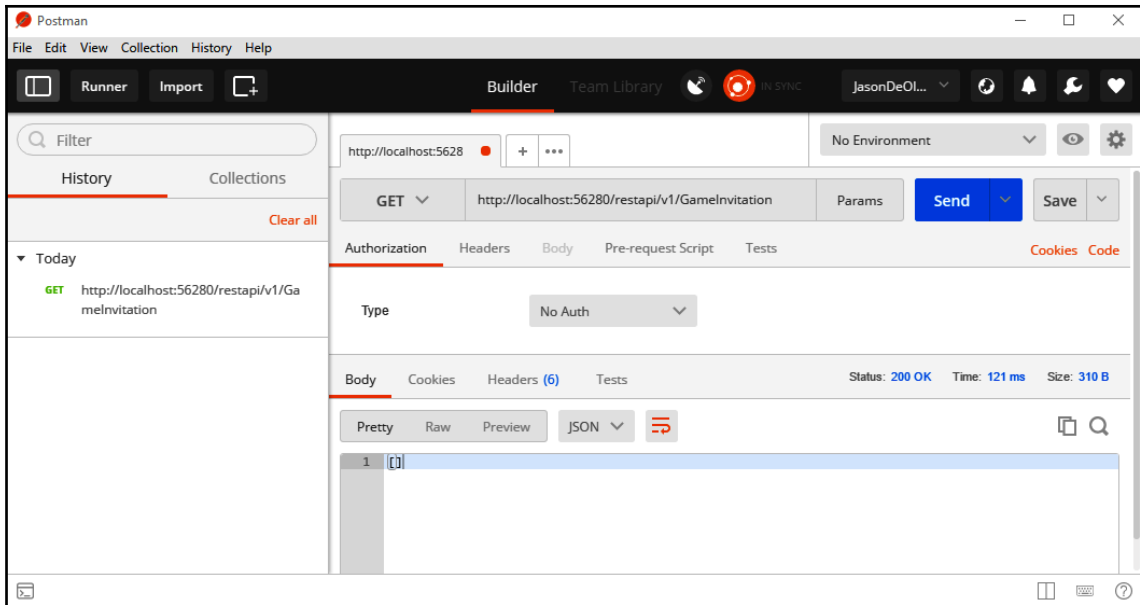 Postman
File Edit View Collection History Help
Runner Import Builder Team Library IN SYNC JasonDeOl...
Filter
History Collections
Clear all
Today
GET http://localhost:56280/restapi/v1/Ga
meInvitation
http://localhost:5628 + •••
No Environment
GET http://localhost:56280/restapi/v1/GameInvitation Params Send Save
Authorization Headers Body Pre-request Script Tests Cookies Code
Type No Auth
Body Cookies Headers (6) Tests Status: 200 OK Time: 121 ms Size: 310 B
Pretty Raw Preview JSON
1 []